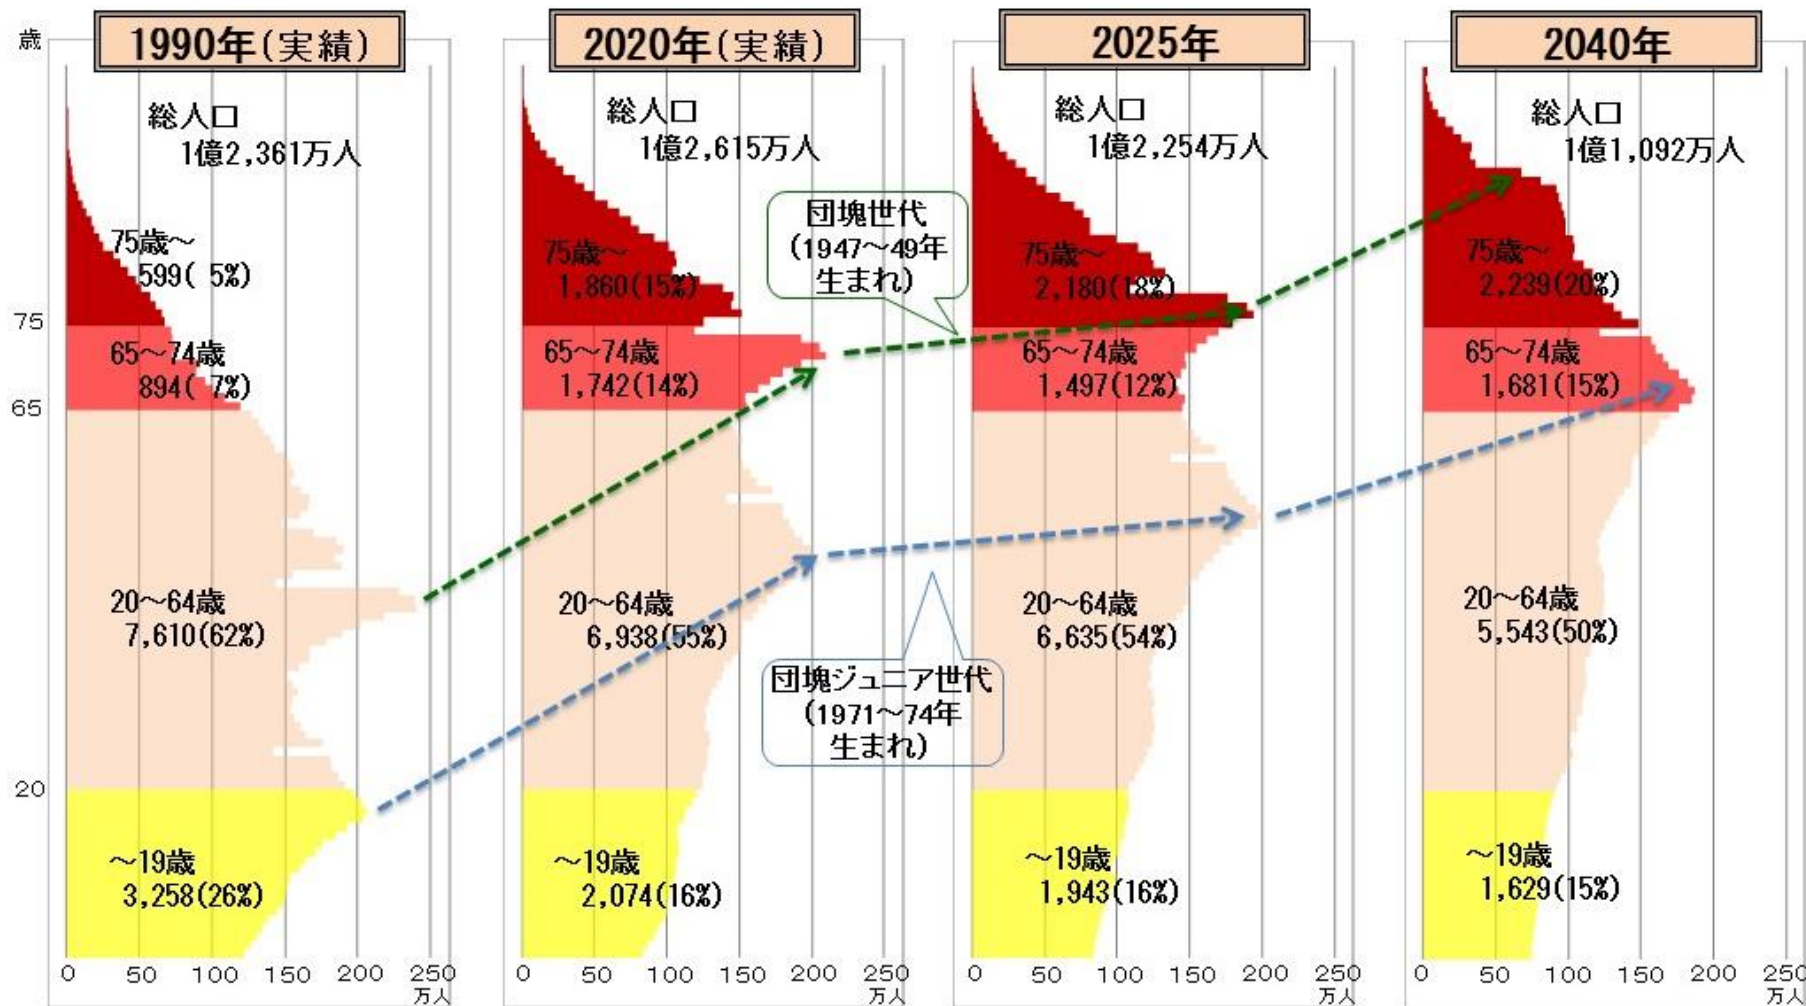 歳
1990年(実績)
総人口
1億2,361万人
75歳～
599( 5%)
65～74歳
894( 7%)
20～64歳
7,610(62%)
～19歳
3,258(26%)
75
65
20
0 50 100 150 200 250
万人
2020年(実績)
総人口
1億2,615万人
75歳～
1,860(15%)
65～74歳
1,742(14%)
20～64歳
6,938(55%)
～19歳
2,074(16%)
0 50 100 150 200 250
万人
団塊世代
(1947～49年
生まれ)
団塊ジュニア世代
(1971～74年
生まれ)
2025年
総人口
1億2,254万人
75歳～
2,180(18%)
65～74歳
1,497(12%)
20～64歳
6,635(54%)
～19歳
1,943(16%)
0 50 100 150 200 250
万人
2040年
総人口
1億1,092万人
75歳～
2,239(20%)
65～74歳
1,681(15%)
20～64歳
5,543(50%)
～19歳
1,629(15%)
0 50 100 150 200 250
万人